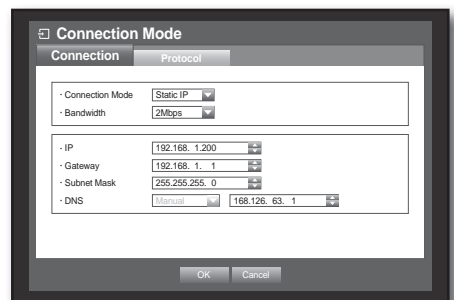 Connection Mode
Connection Protocol
· Connection Mode Static IP
· Bandwidth 2Mbps
· IP 192.168. 1.200
· Gateway 192.168. 1. 1
· Subnet Mask 255.255.255. 0
· DNS Manual 168.126. 63. 1
OK Cancel